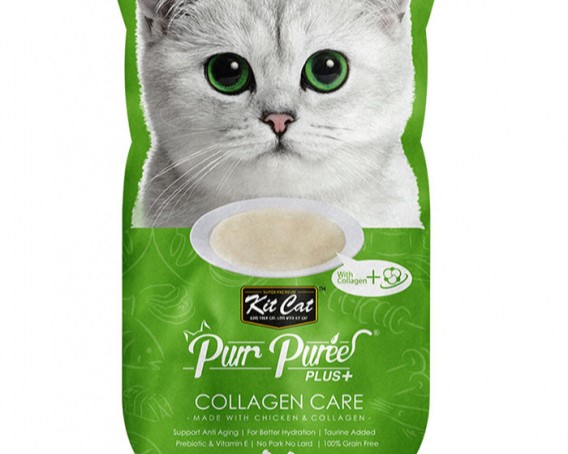 With
Collagen +
SUPER PREMIUM
Kit Cat™
Purr Purée®
PLUS+
COLLAGEN CARE
- MADE WITH CHICKEN & COLLAGEN -
Support Anti Aging | For Better Hydration | Taurine Added
Prebiotic & Vitamin E | No Pork No Lard | 100% Grain Free